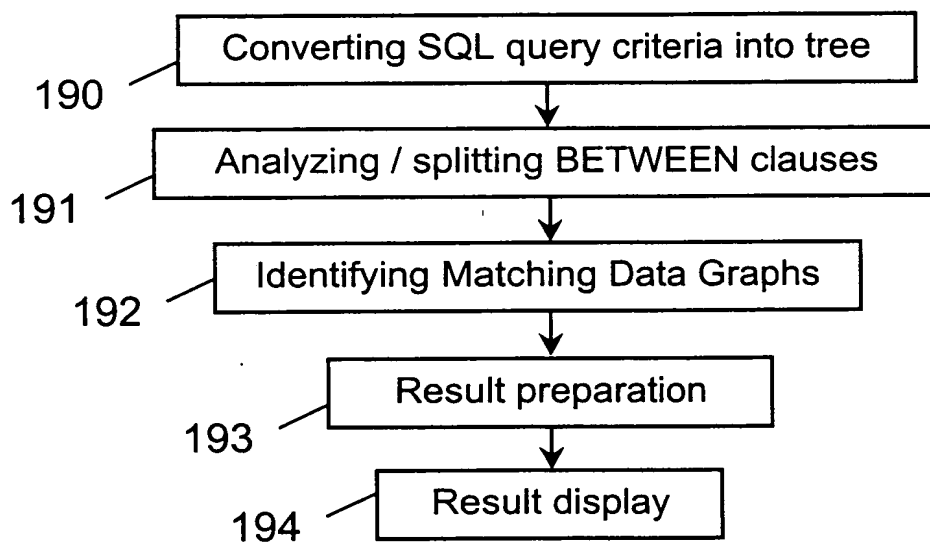 Converting SQL query criteria into tree
190
Analyzing / splitting BETWEEN clauses
191
Identifying Matching Data Graphs
192
Result preparation
193
Result display
194